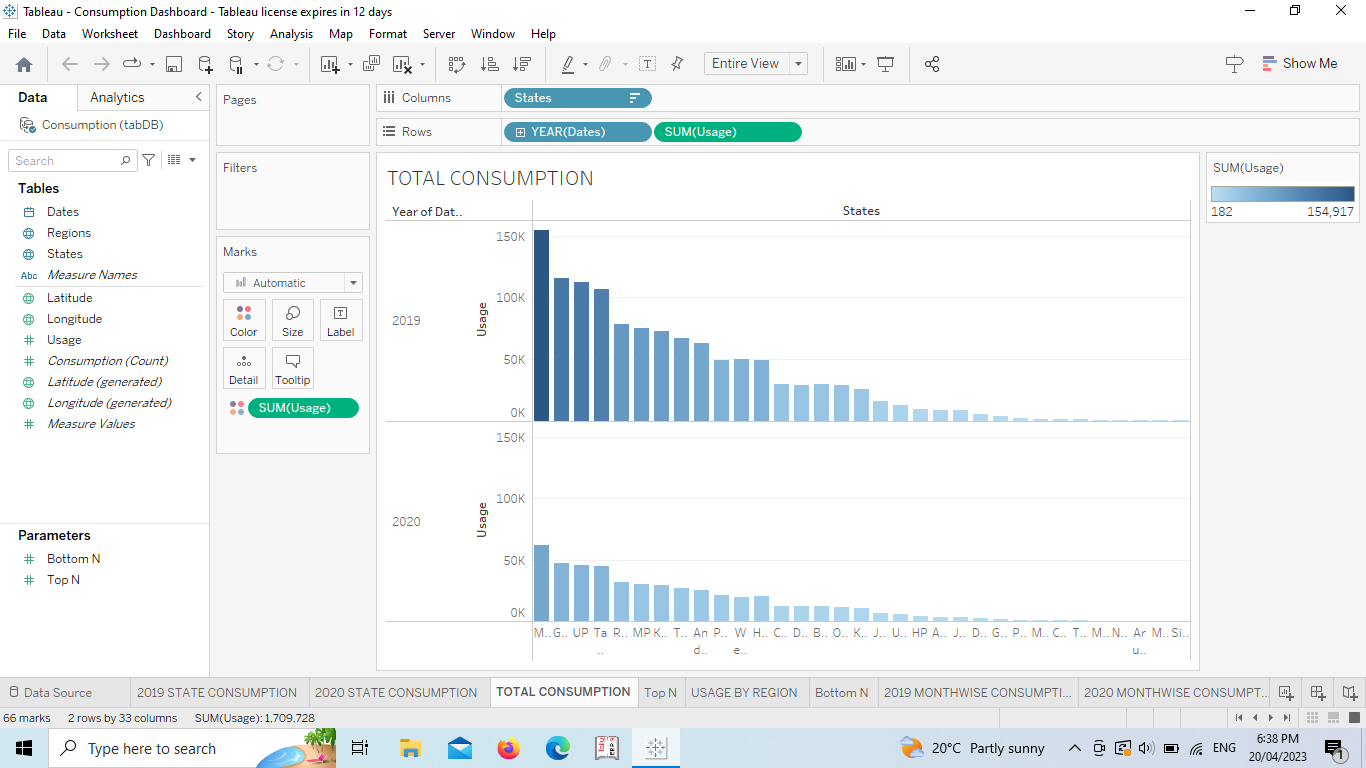 Tableau - Consumption Dashboard - Tableau license expires in 12 days
File Data Worksheet Dashboard Story Analysis Map Format Server Window Help
Entire View
Show Me
Data Analytics
Consumption (tabDB)
Search
Tables
Dates
Regions
States
Abc Measure Names
Latitude
Longitude
Usage
Consumption (Count)
Latitude (generated)
Longitude (generated)
Measure Values
Parameters
Bottom N
Top N
Pages
Filters
Marks
Automatic
Color Size Label
Detail Tooltip
SUM(Usage)
Columns States
Rows YEAR(Dates) SUM(Usage)
TOTAL CONSUMPTION
Year of Dat..
States
2019
Usage
150K
100K
50K
0K
2020
Usage
150K
100K
50K
0K
M.. G.. UP Ta.. R.. MP K.. T.. And.. P.. We.. H.. C.. D.. B.. O.. K.. J.. U.. HP A.. J.. D.. G.. P.. M.. C.. T.. M.. N.. Aru.. M.. Si..
SUM(Usage)
182 154,917
Data Source 2019 STATE CONSUMPTION 2020 STATE CONSUMPTION TOTAL CONSUMPTION Top N USAGE BY REGION Bottom N 2019 MONTHWISE CONSUMPTI... 2020 MONTHWISE CONSUMPT...
66 marks 2 rows by 33 columns SUM(Usage): 1,709,728
Type here to search
20°C Partly sunny
ENG
6:38 PM
20/04/2023
1